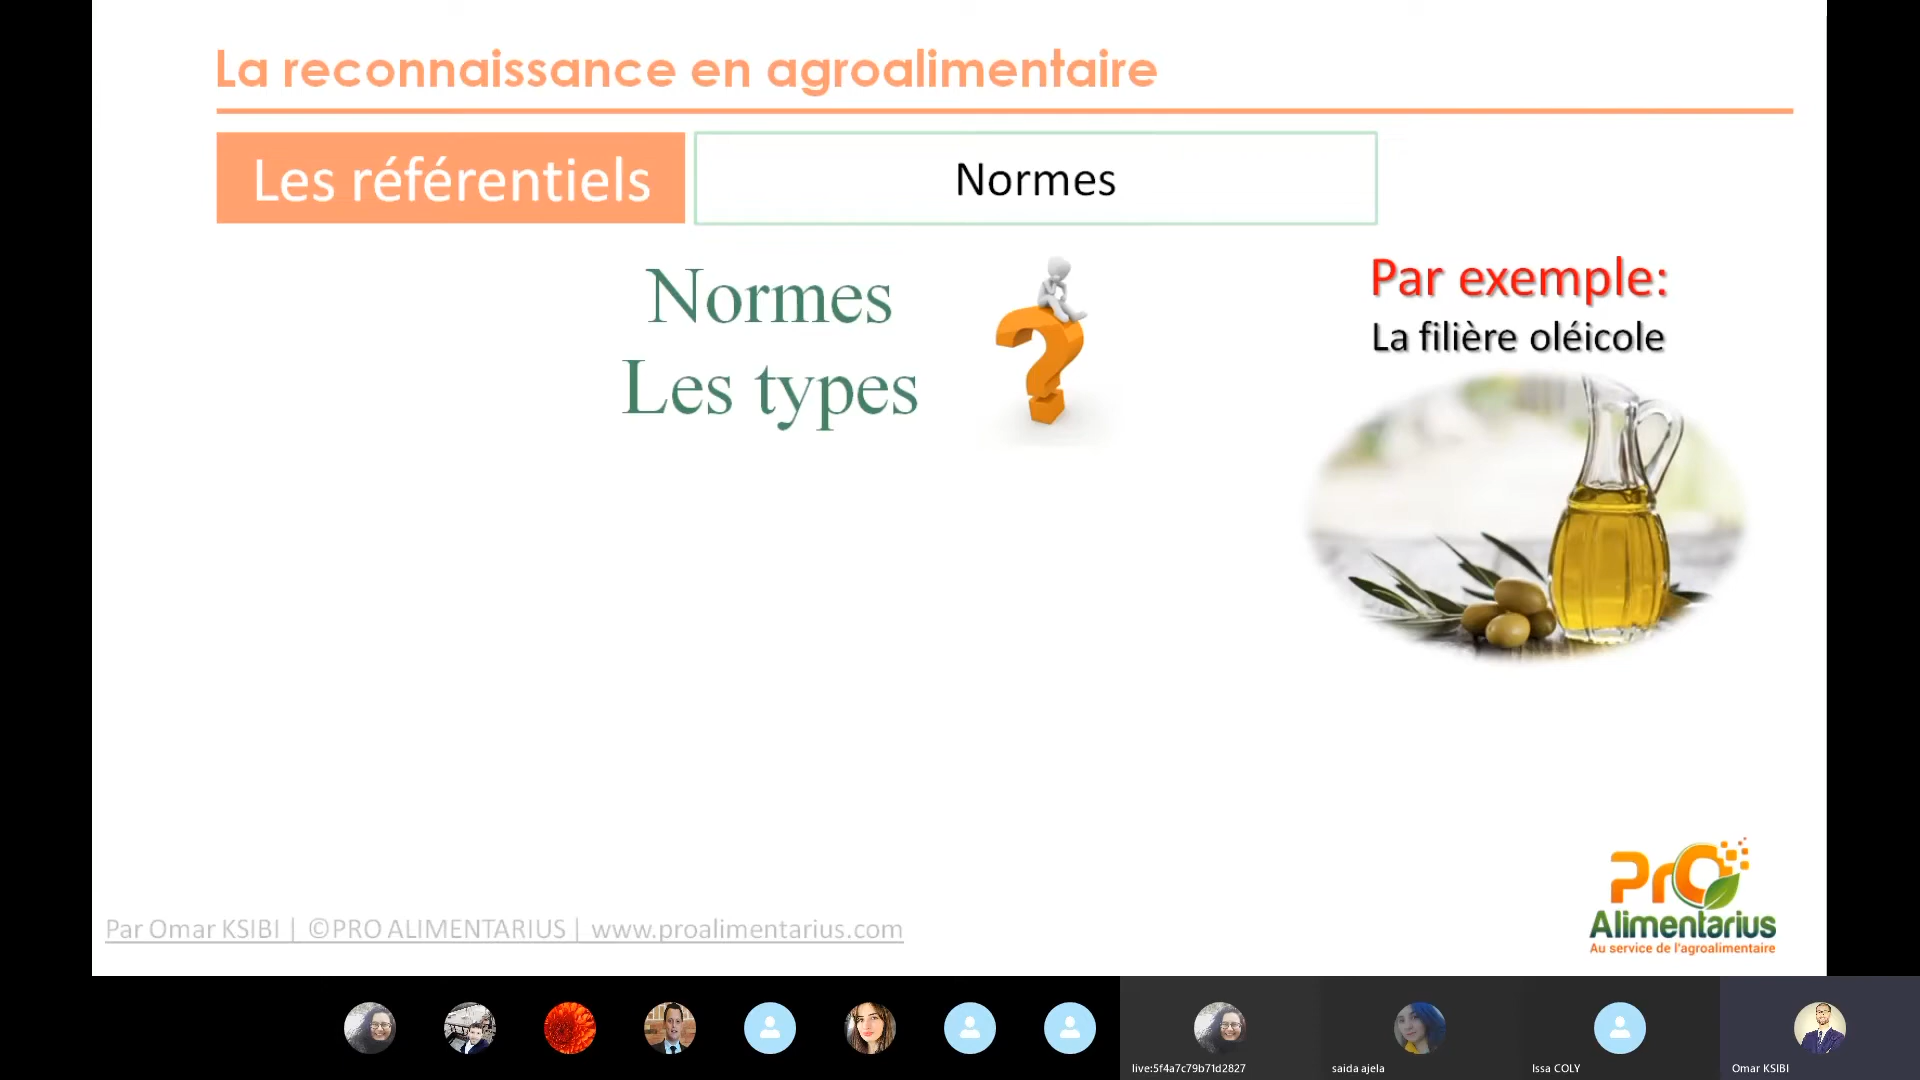 La reconnaissance en agroalimentaire
Les référentiels
Normes
Normes
Les types
Par exemple:
La filière oléicole
Par Omar KSIBI | ©PRO ALIMENTARIUS | www.proalimentarius.com
PrO
Alimentarius
Au service de l'agroalimentaire
live:5f4a7c79b71d2827
saida ajela
Issa COLY
Omar KSIBI